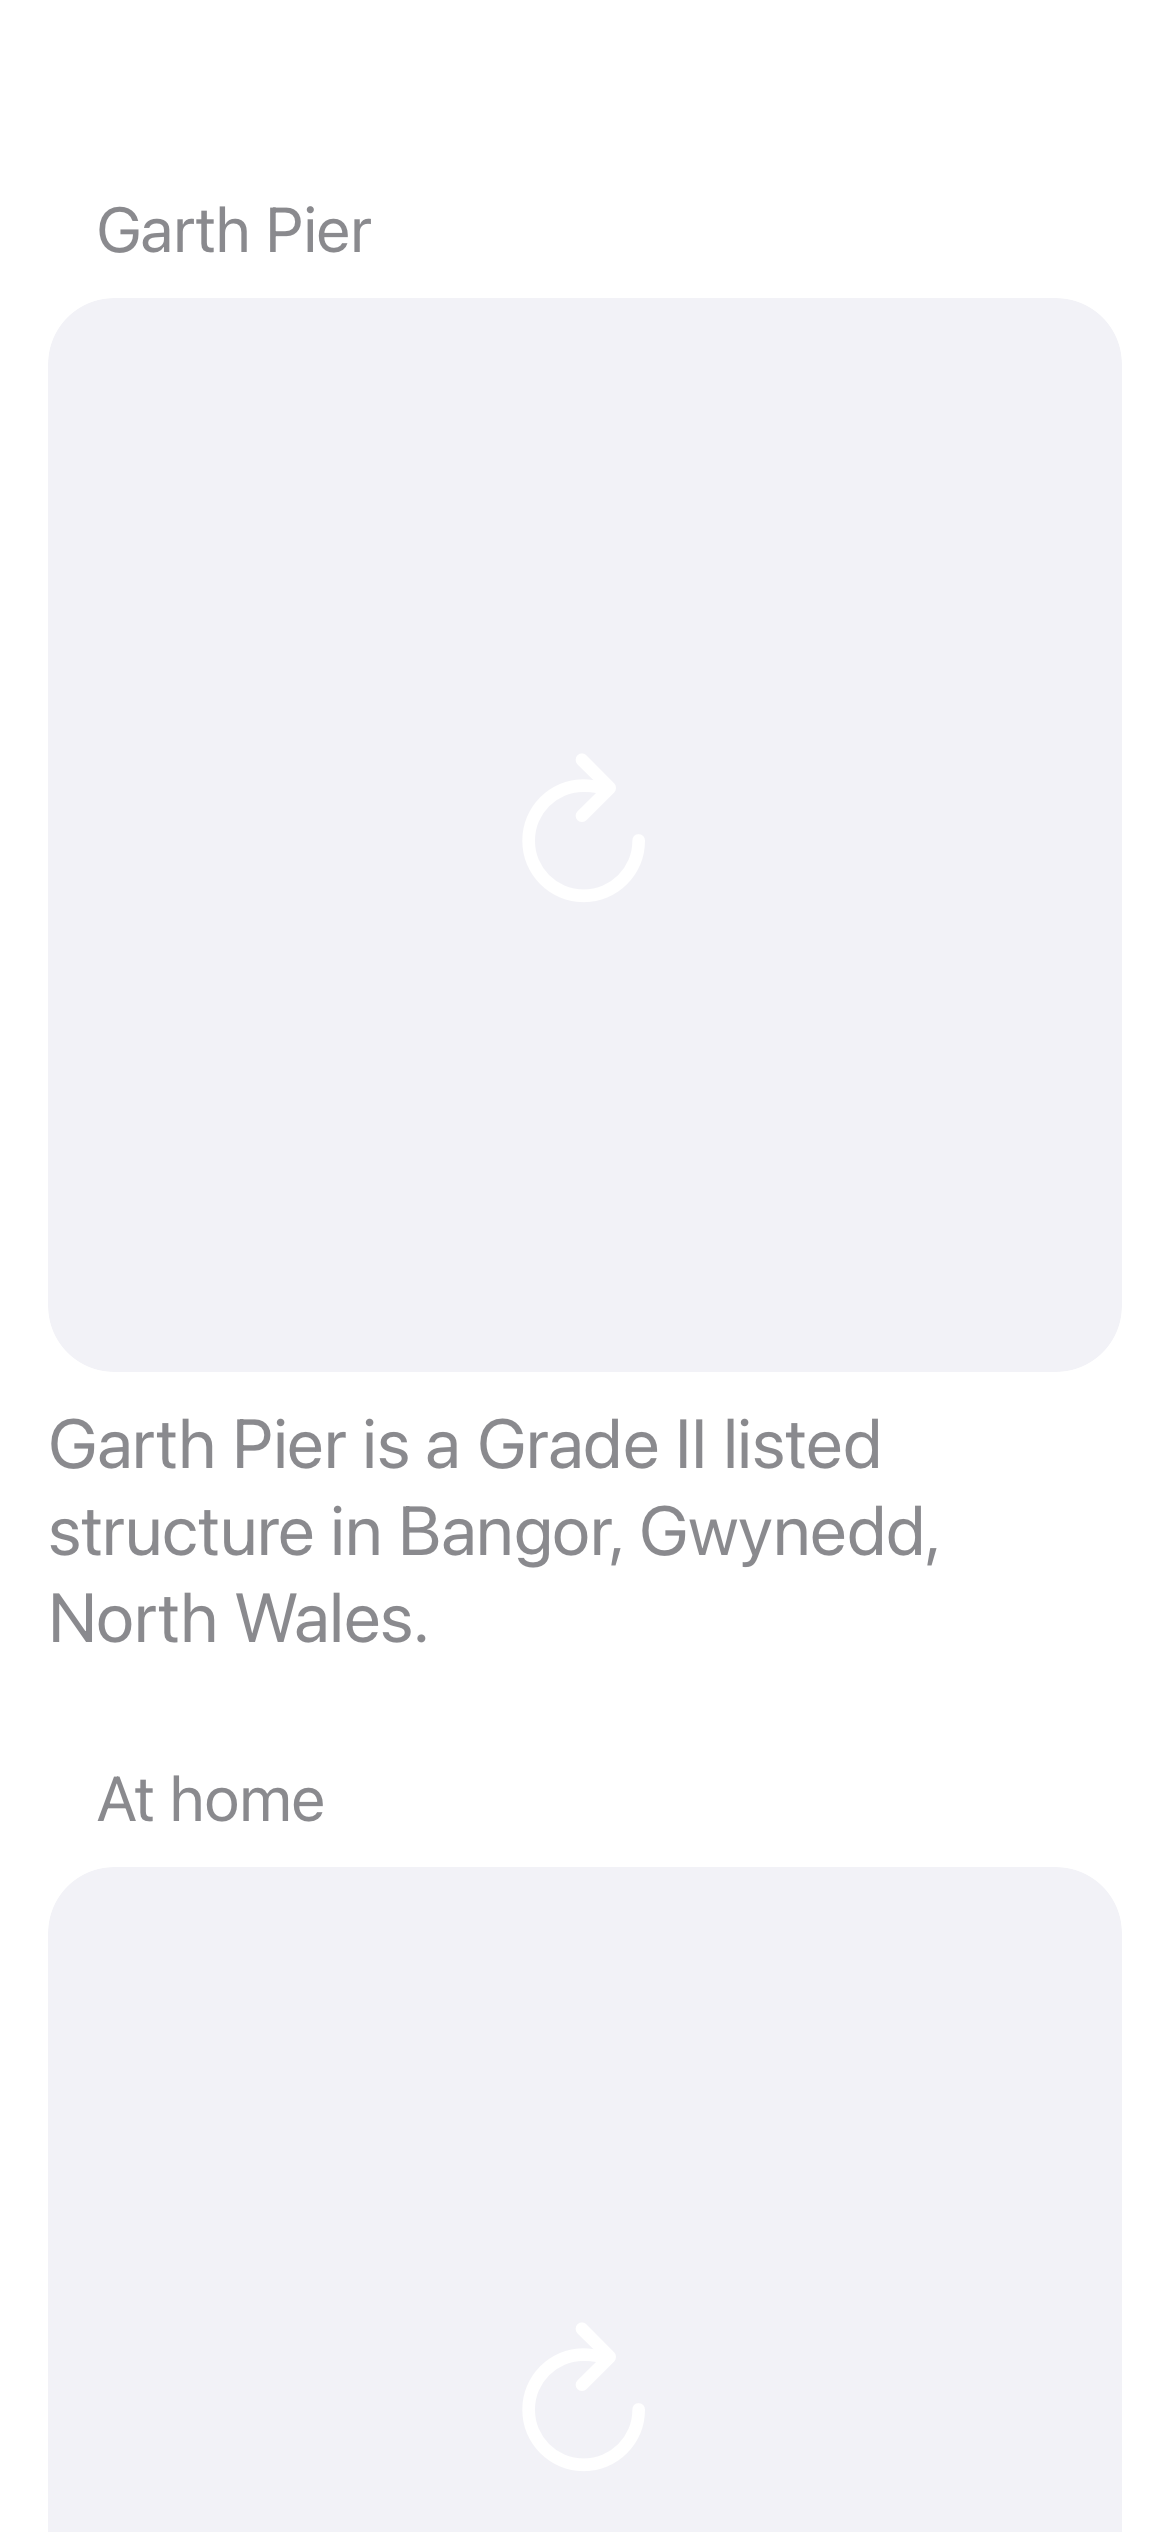 Garth Pier
Garth Pier is a Grade II listed
structure in Bangor, Gwynedd,
North Wales.
At home